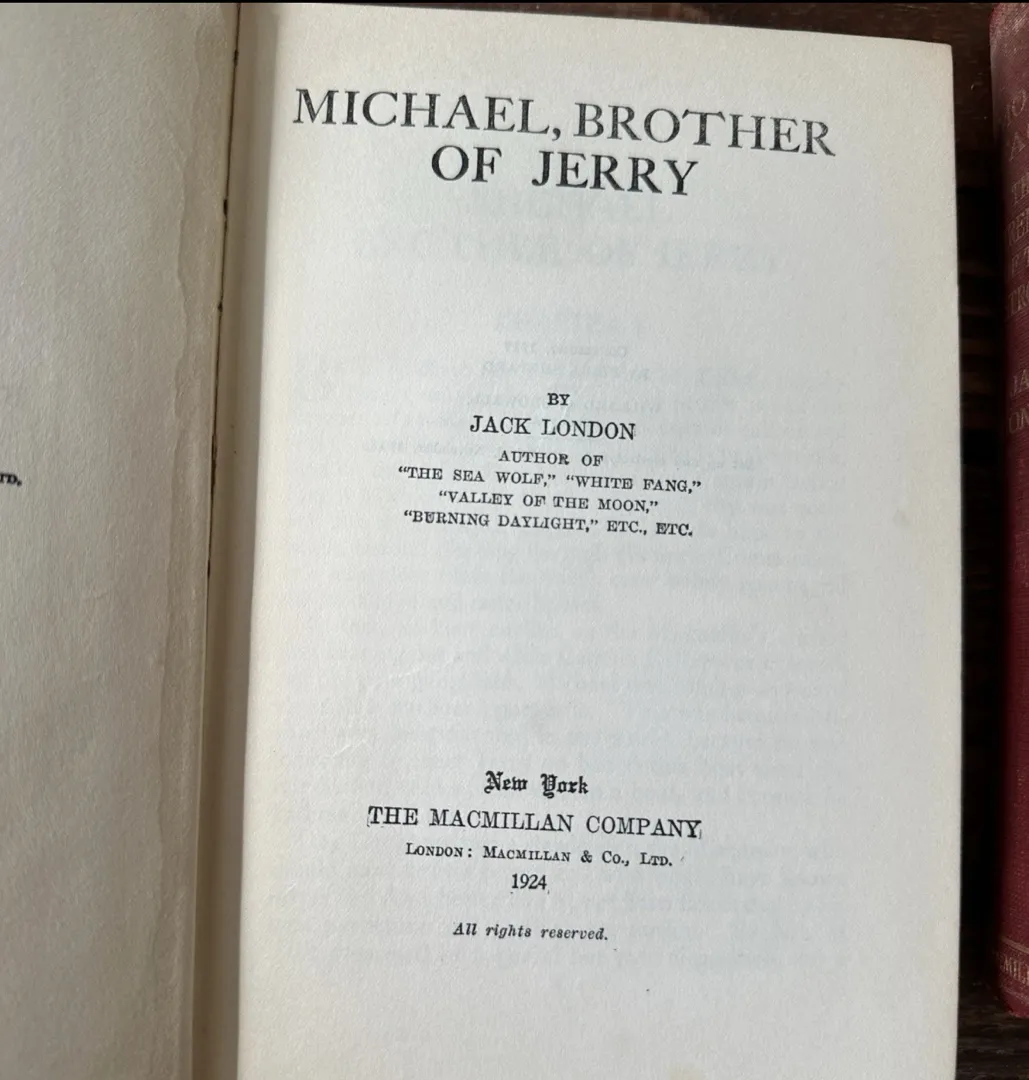 TD.
MICHAEL, BROTHER
OF JERRY
BY
JACK LONDON
AUTHOR OF
“THE SEA WOLF,” “WHITE FANG,”
“VALLEY OF THE MOON,”
“BURNING DAYLIGHT,” ETC., ETC.
New York
THE MACMILLAN COMPANY
LONDON: MACMILLAN & CO., LTD.
1924
All rights reserved.